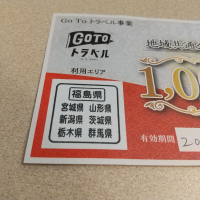 Go To トラベル事業
GO TO
トラベル
利用エリア
福島県
宮城県 山形県
新潟県 茨城県
栃木県 群馬県
地域共通
1,0
有効期間 20